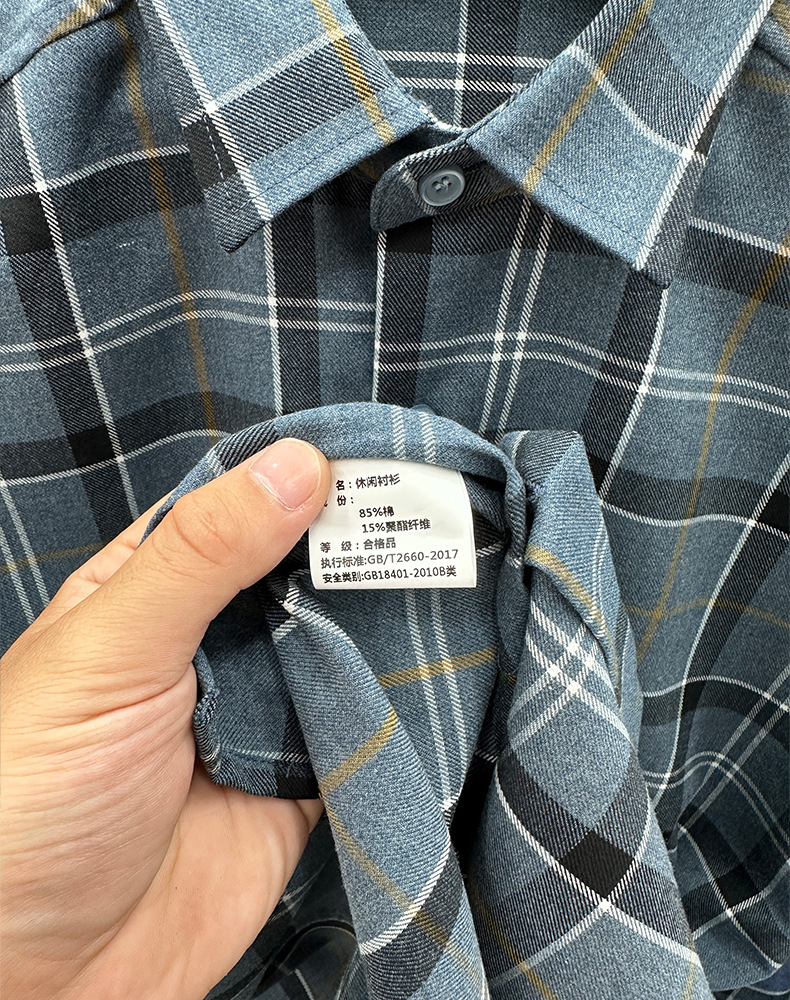 名：休闲衬衫
份：
85%棉
15%聚酯纤维
等 级：合格品
执行标准:GB/T2660-2017
安全类别:GB18401-2010B类